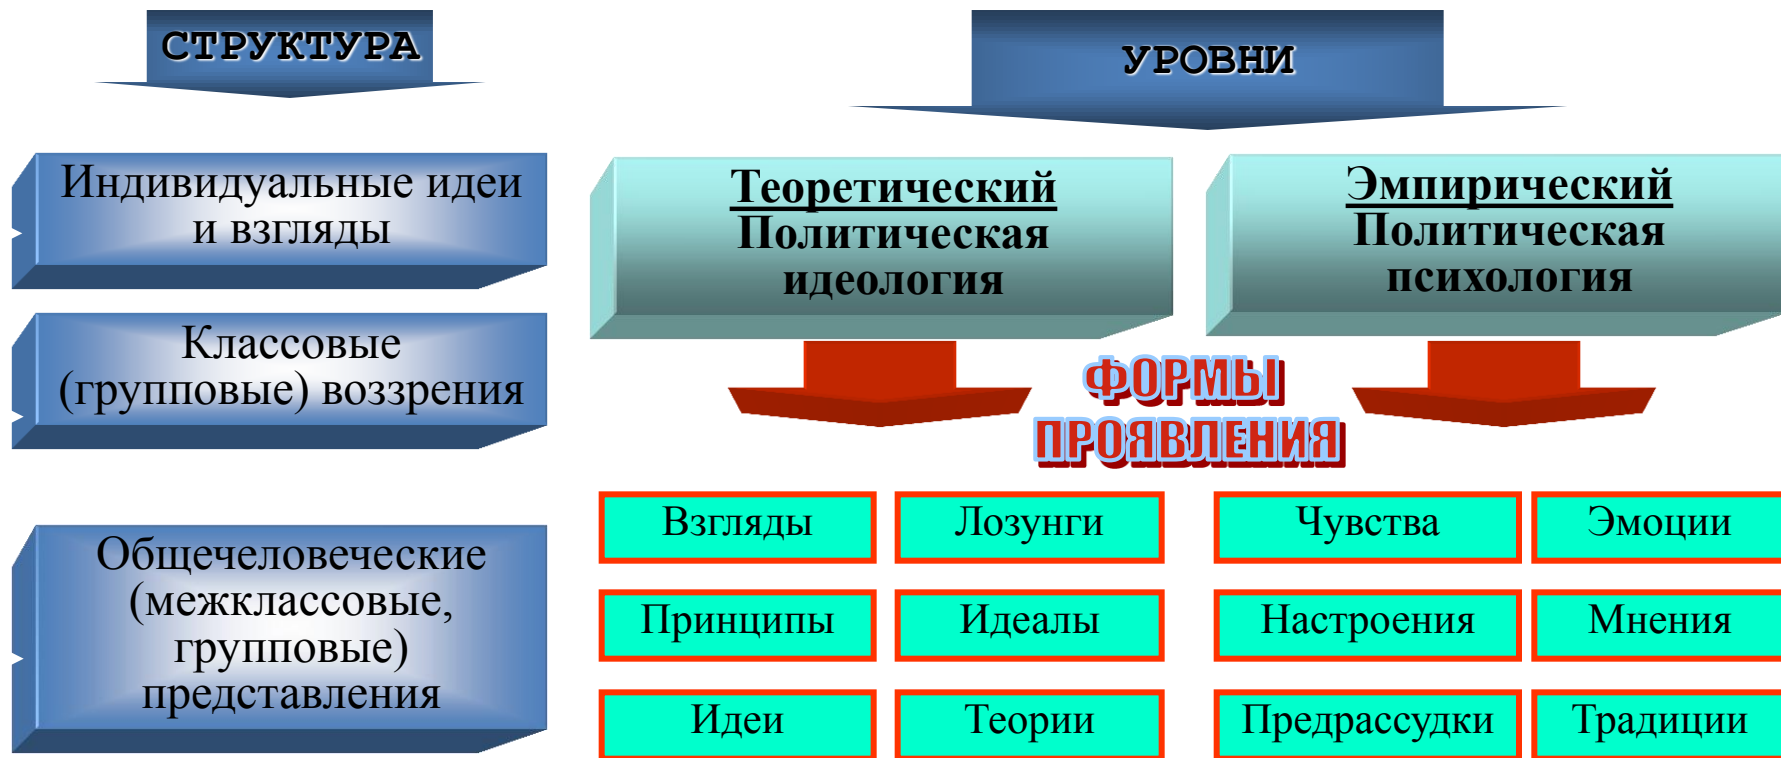 СТРУКТУРА
Индивидуальные идеи
и взгляды
Классовые
(групповые) воззрения
Общечеловеческие
(межклассовые,
групповые)
представления
УРОВНИ
Теоретический
Политическая
идеология
Эмпирический
Политическая
психология
ФОРМЫ
ПРОЯВЛЕНИЯ
Взгляды
Лозунги
Чувства
Эмоции
Принципы
Идеалы
Настроения
Мнения
Идеи
Теории
Предрассудки
Традиции